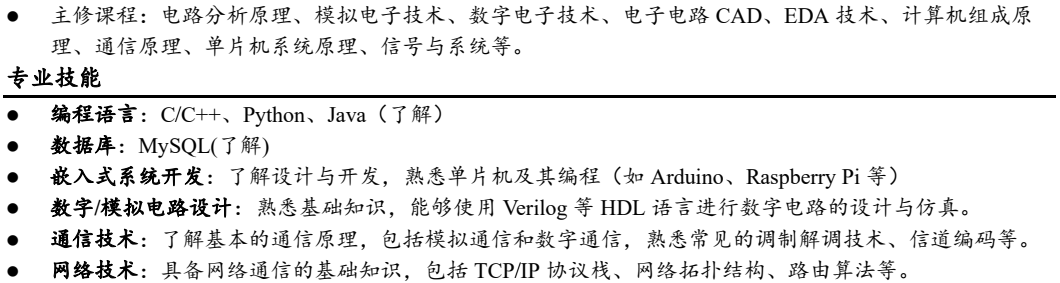 ● 主修课程：电路分析原理、模拟电子技术、数字电子技术、电子电路 CAD、EDA 技术、计算机组成原
理、通信原理、单片机系统原理、信号与系统等。
专业技能
● 编程语言：C/C++、Python、Java（了解）
● 数据库：MySQL(了解)
● 嵌入式系统开发：了解设计与开发，熟悉单片机及其编程（如 Arduino、Raspberry Pi 等）
● 数字/模拟电路设计：熟悉基础知识，能够使用 Verilog 等 HDL 语言进行数字电路的设计与仿真。
● 通信技术：了解基本的通信原理，包括模拟通信和数字通信，熟悉常见的调制解调技术、信道编码等。
● 网络技术：具备网络通信的基础知识，包括 TCP/IP 协议栈、网络拓扑结构、路由算法等。